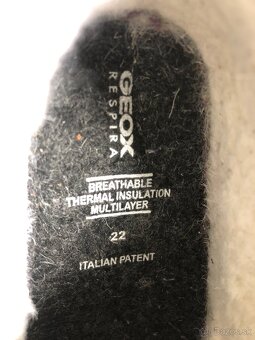 GEOX
RESPIRA
BREATHABLE
THERMAL INSULATION
MULTILAYER
22
ITALIAN PATENT